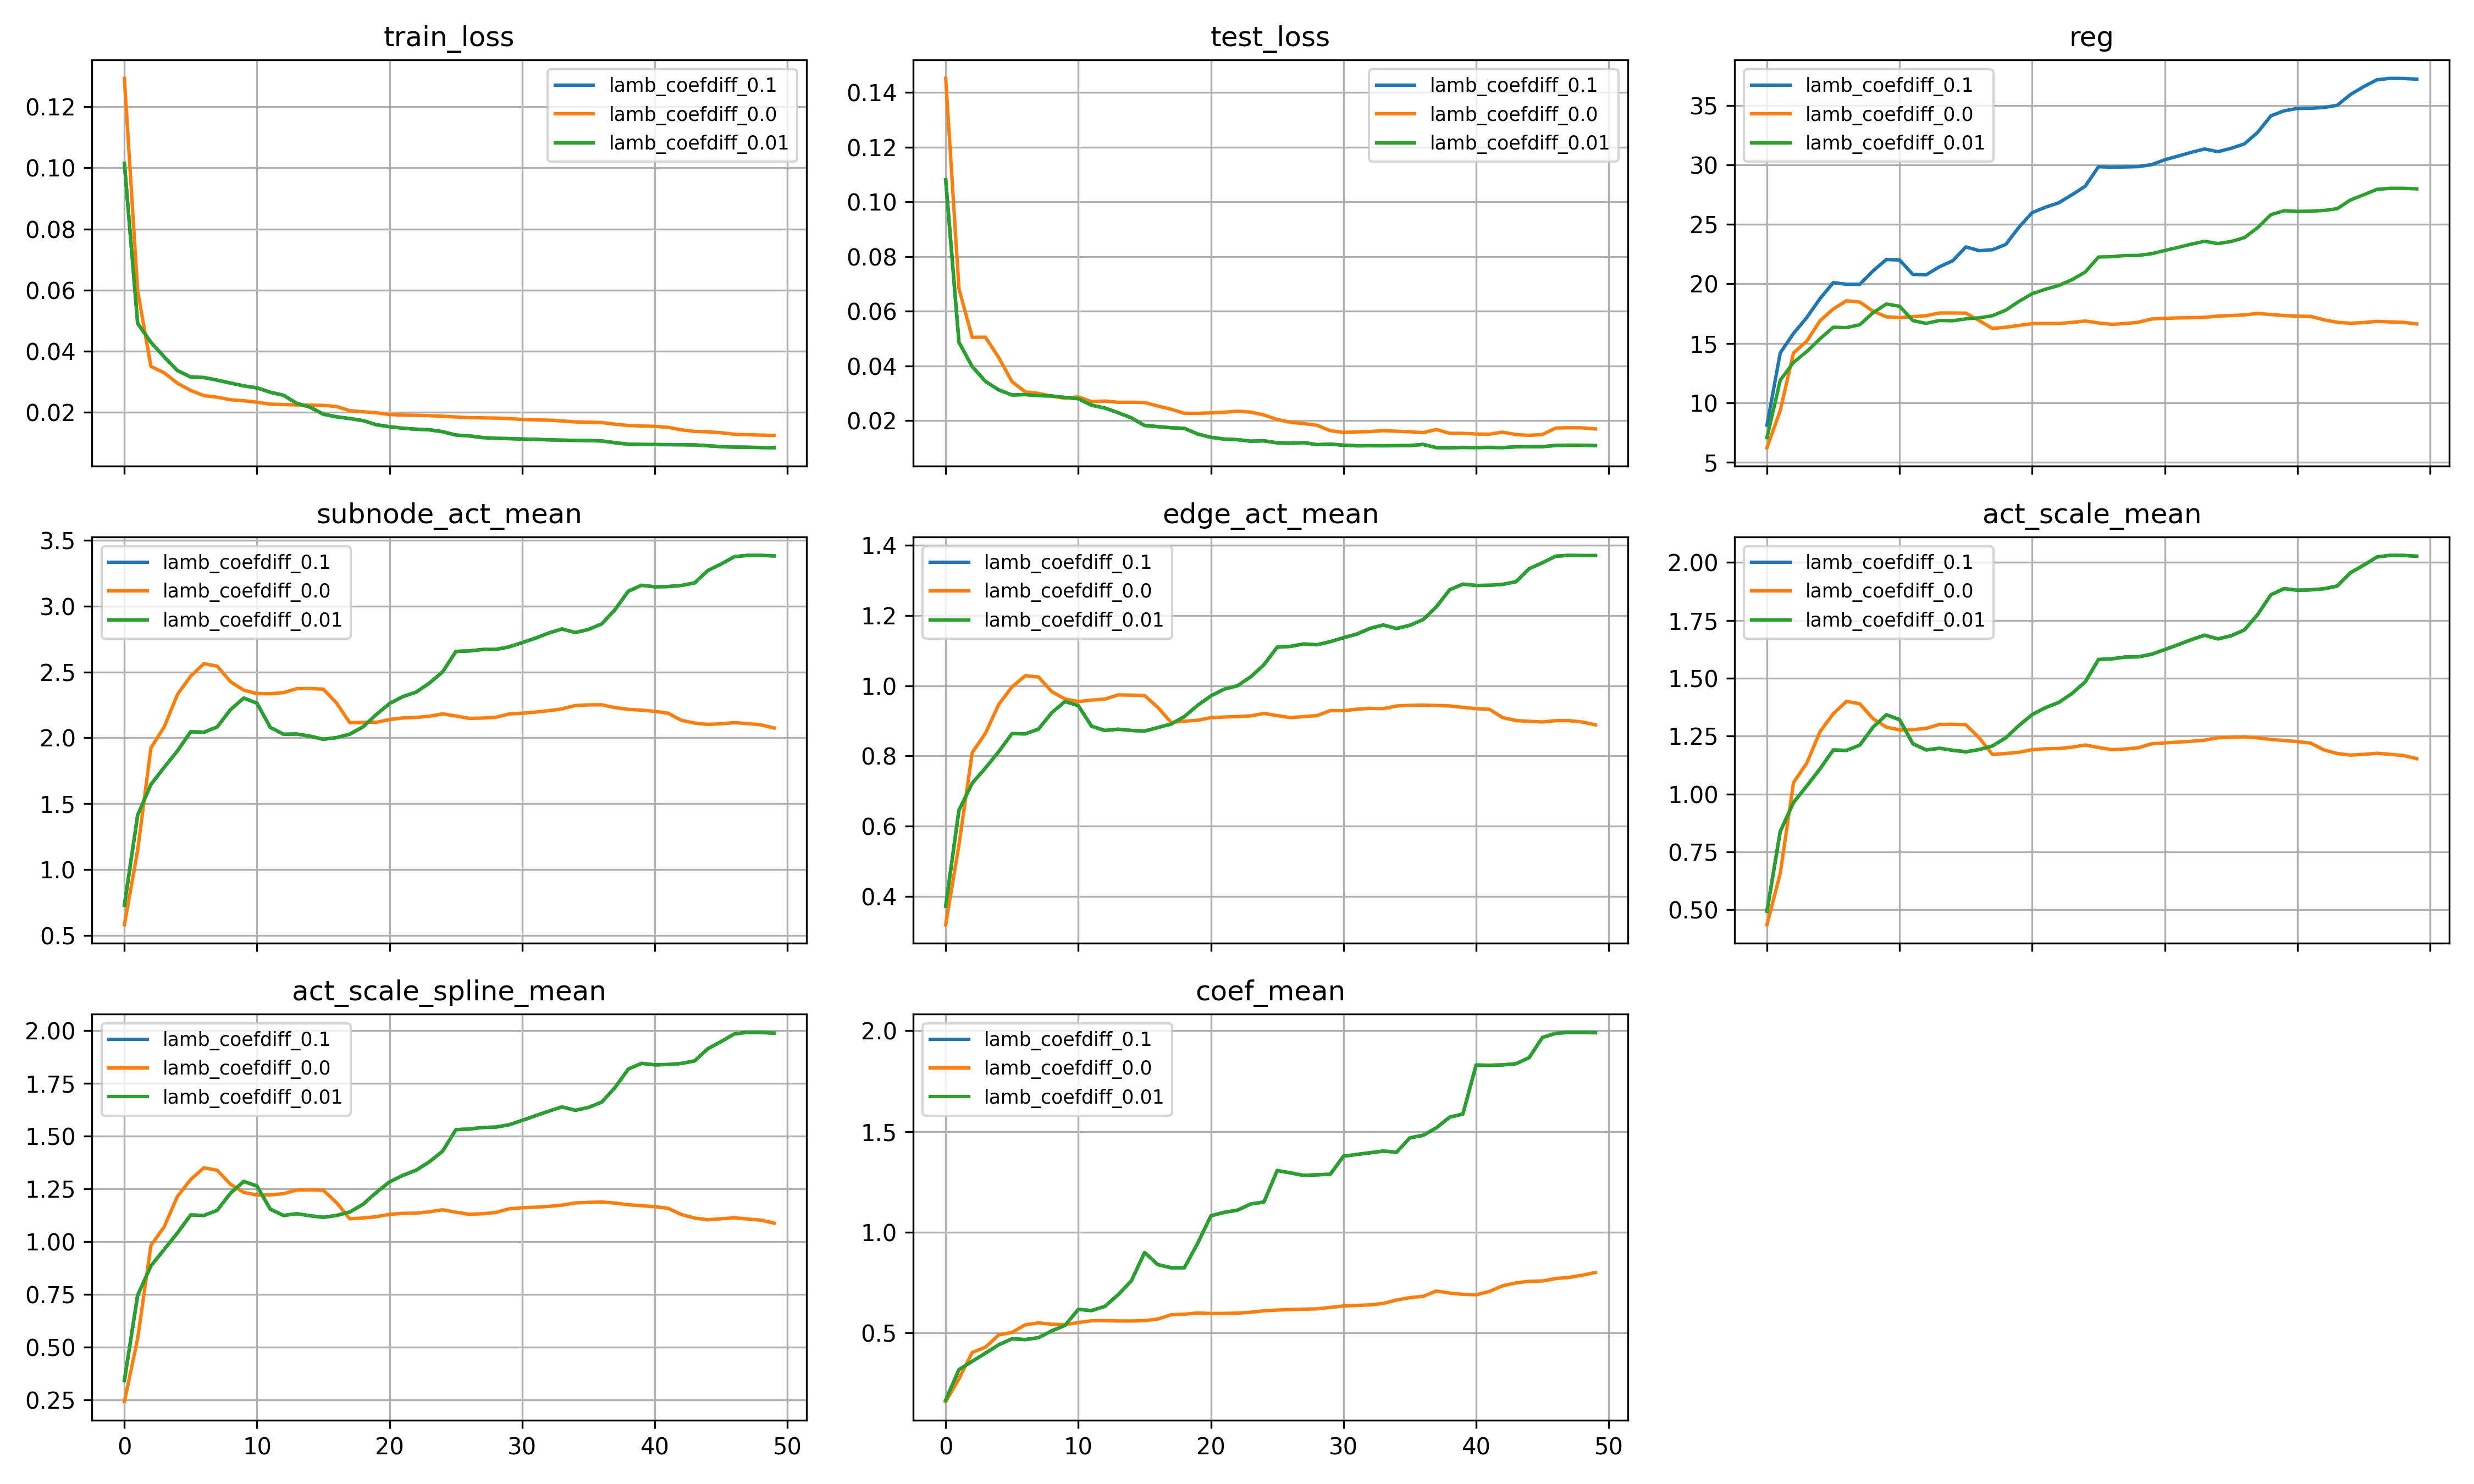 train_loss
0.12
0.10
0.08
0.06
0.04
0.02
lamb_coefdiff_0.1
lamb_coefdiff_0.0
lamb_coefdiff_0.01
test_loss
0.14
0.12
0.10
0.08
0.06
0.04
0.02
lamb_coefdiff_0.1
lamb_coefdiff_0.0
lamb_coefdiff_0.01
reg
35
30
25
20
15
10
5
lamb_coefdiff_0.1
lamb_coefdiff_0.0
lamb_coefdiff_0.01
subnode_act_mean
3.5
3.0
2.5
2.0
1.5
1.0
0.5
lamb_coefdiff_0.1
lamb_coefdiff_0.0
lamb_coefdiff_0.01
edge_act_mean
1.4
1.2
1.0
0.8
0.6
0.4
lamb_coefdiff_0.1
lamb_coefdiff_0.0
lamb_coefdiff_0.01
act_scale_mean
2.00
1.75
1.50
1.25
1.00
0.75
0.50
lamb_coefdiff_0.1
lamb_coefdiff_0.0
lamb_coefdiff_0.01
act_scale_spline_mean
2.00
1.75
1.50
1.25
1.00
0.75
0.50
0.25
lamb_coefdiff_0.1
lamb_coefdiff_0.0
lamb_coefdiff_0.01
0 10 20 30 40 50
coef_mean
2.0
1.5
1.0
0.5
lamb_coefdiff_0.1
lamb_coefdiff_0.0
lamb_coefdiff_0.01
0 10 20 30 40 50